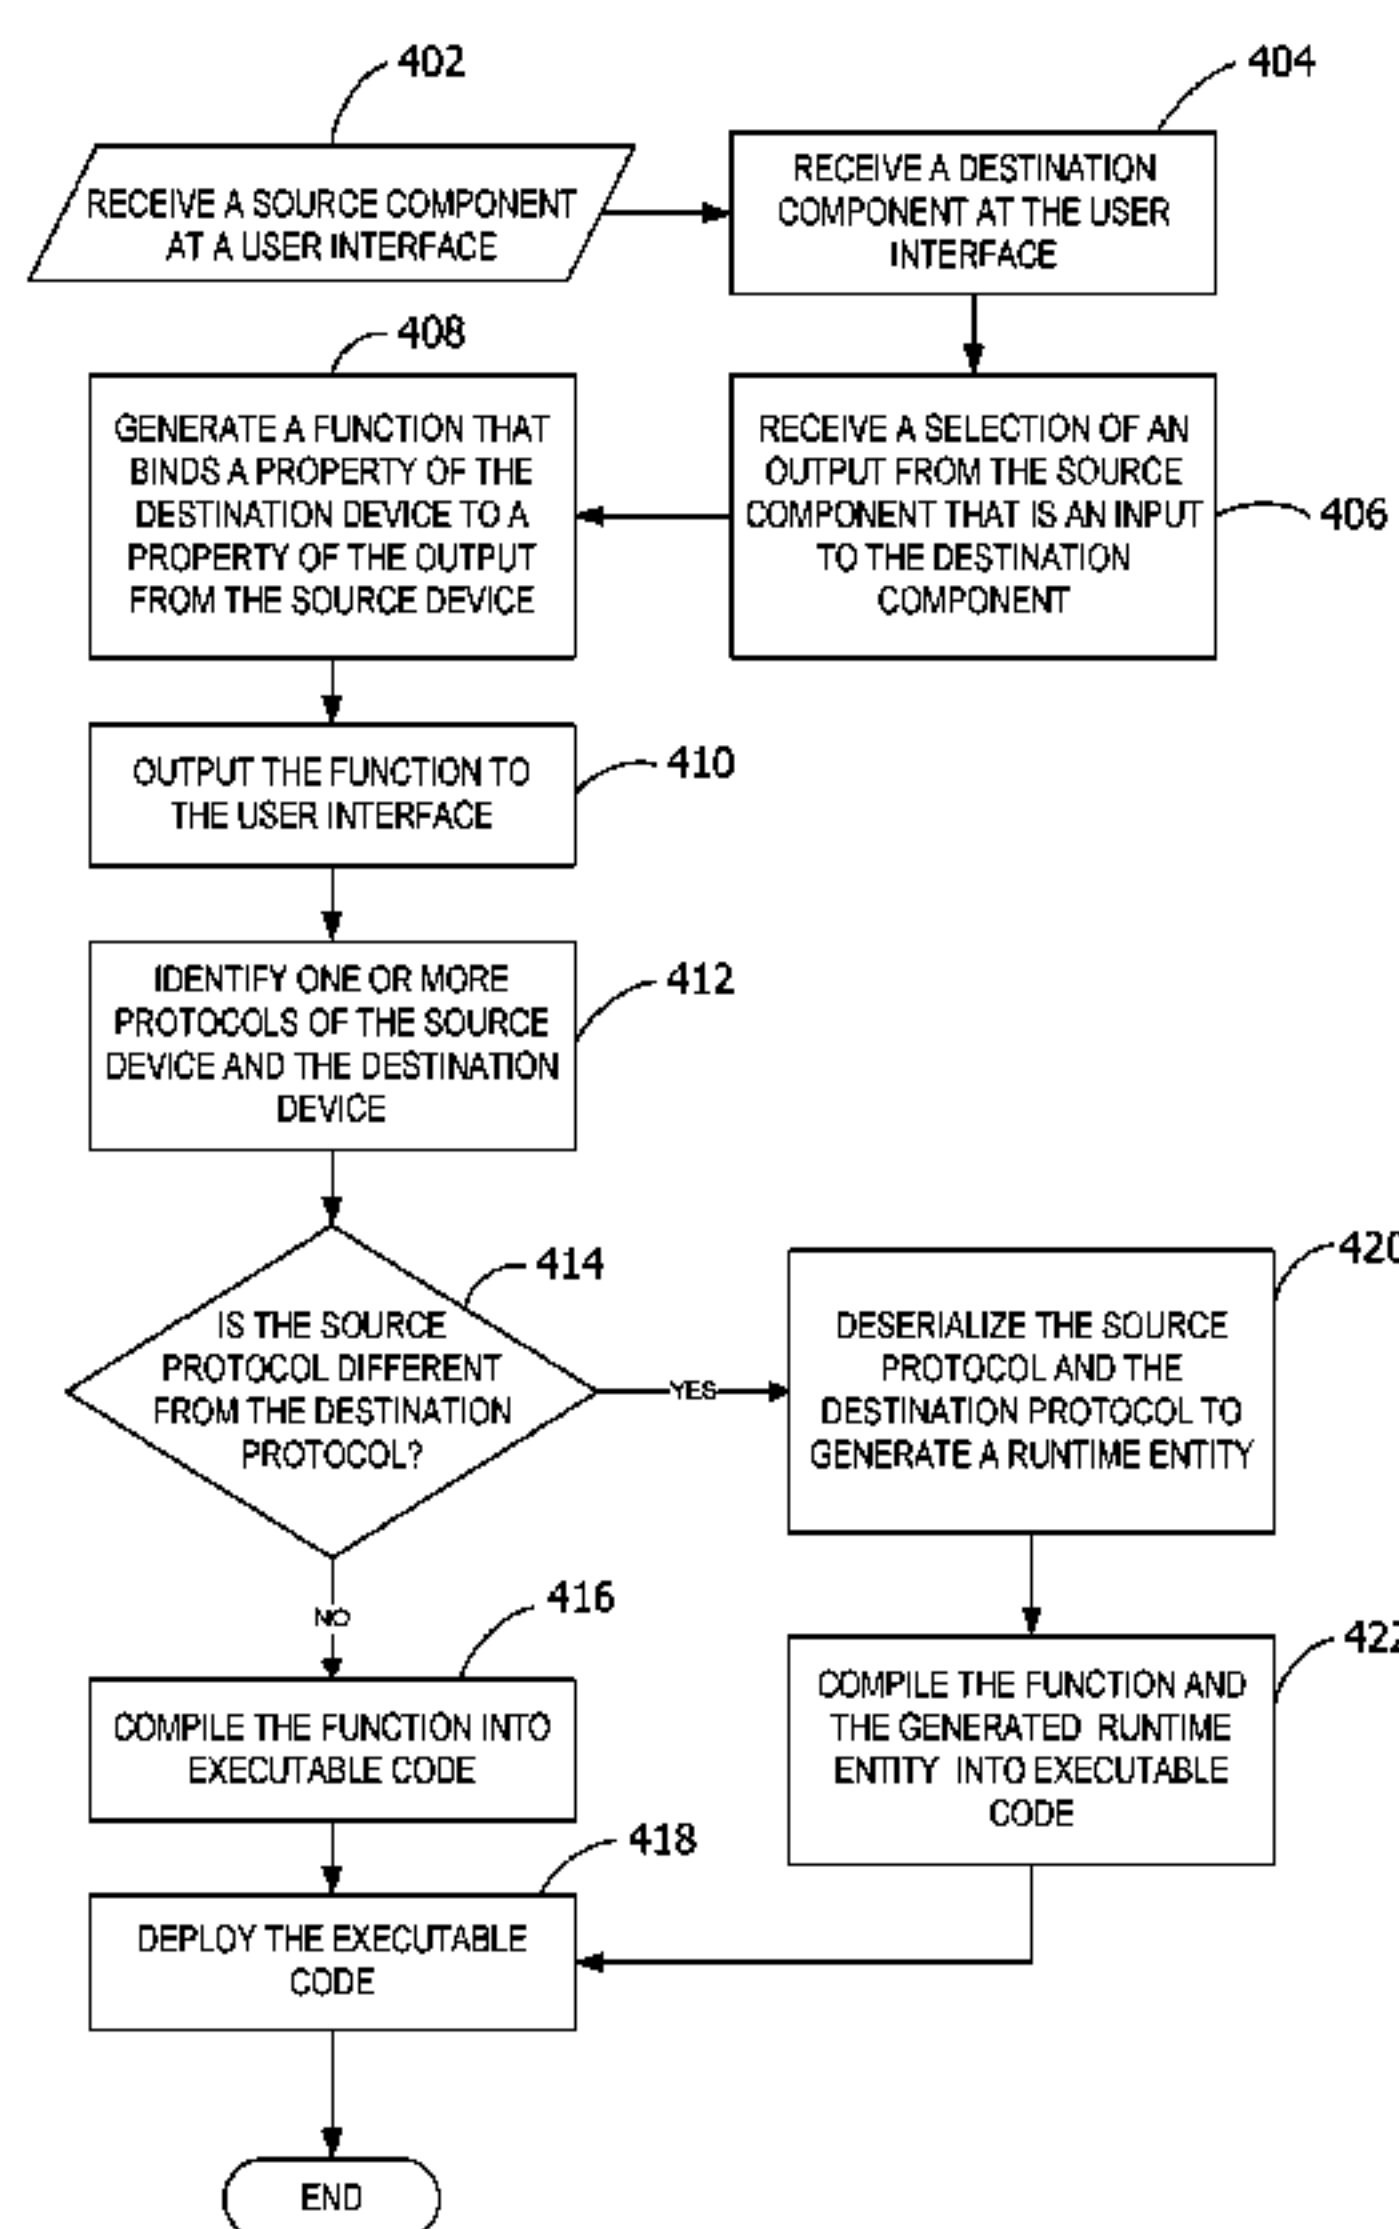 402
RECEIVE A SOURCE COMPONENT
AT A USER INTERFACE
404
RECEIVE A DESTINATION
COMPONENT AT THE USER
INTERFACE
406
RECEIVE A SELECTION OF AN
OUTPUT FROM THE SOURCE
COMPONENT THAT IS AN INPUT
TO THE DESTINATION
COMPONENT
408
GENERATE A FUNCTION THAT
BINDS A PROPERTY OF THE
DESTINATION DEVICE TO A
PROPERTY OF THE OUTPUT
FROM THE SOURCE DEVICE
410
OUTPUT THE FUNCTION TO
THE USER INTERFACE
412
IDENTIFY ONE OR MORE
PROTOCOLS OF THE SOURCE
DEVICE AND THE DESTINATION
DEVICE
414
IS THE SOURCE
PROTOCOL DIFFERENT
FROM THE DESTINATION
PROTOCOL?
YES
420
DESERIALIZE THE SOURCE
PROTOCOL AND THE
DESTINATION PROTOCOL TO
GENERATE A RUNTIME ENTITY
422
COMPILE THE FUNCTION AND
THE GENERATED RUNTIME
ENTITY INTO EXECUTABLE
CODE
NO
416
COMPILE THE FUNCTION INTO
EXECUTABLE CODE
418
DEPLOY THE EXECUTABLE
CODE
END